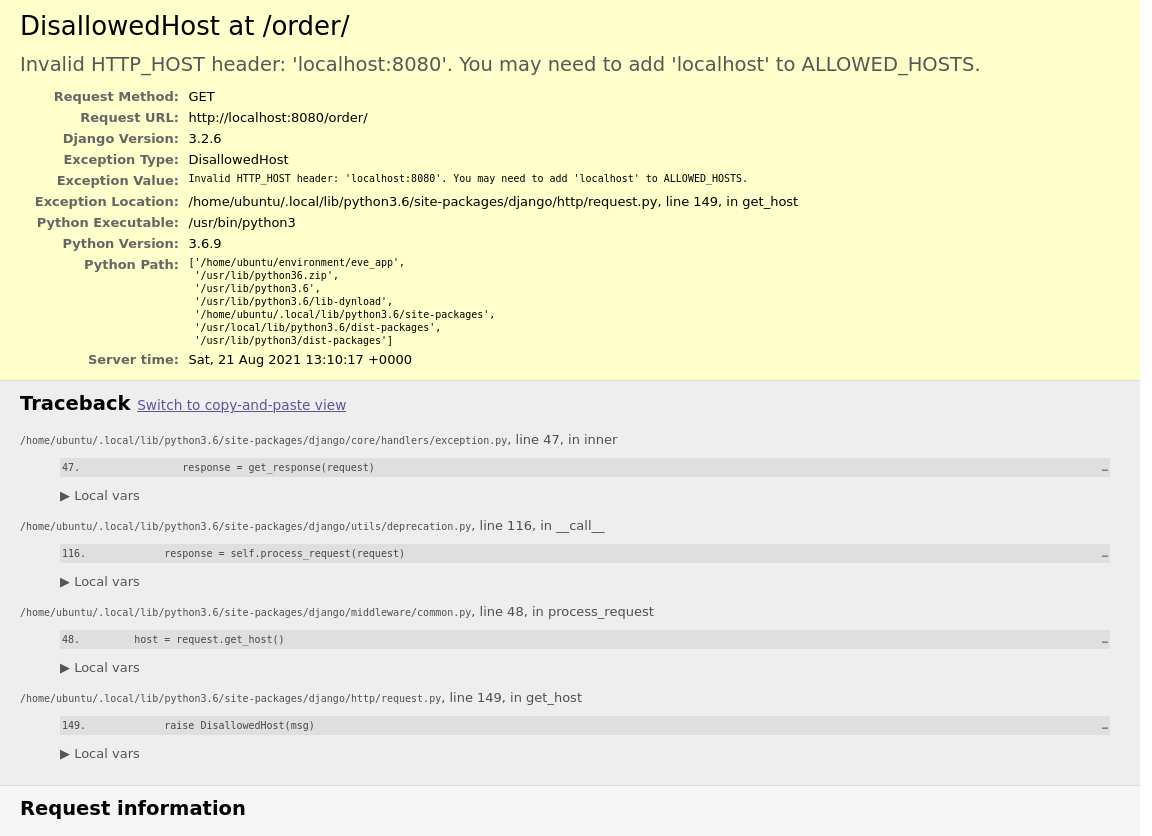 DisallowedHost at /order/
Invalid HTTP_HOST header: 'localhost:8080'. You may need to add 'localhost' to ALLOWED_HOSTS.
Request Method: GET
Request URL: http://localhost:8080/order/
Django Version: 3.2.6
Exception Type: DisallowedHost
Exception Value: Invalid HTTP_HOST header: 'localhost:8080'. You may need to add 'localhost' to ALLOWED_HOSTS.
Exception Location: /home/ubuntu/.local/lib/python3.6/site-packages/django/http/request.py, line 149, in get_host
Python Executable: /usr/bin/python3
Python Version: 3.6.9
Python Path: ['/home/ubuntu/environment/eve_app',
'/usr/lib/python36.zip',
'/usr/lib/python3.6',
'/usr/lib/python3.6/lib-dynload',
'/home/ubuntu/.local/lib/python3.6/site-packages',
'/usr/local/lib/python3.6/dist-packages',
'/usr/lib/python3/dist-packages']
Server time: Sat, 21 Aug 2021 13:10:17 +0000
Traceback Switch to copy-and-paste view
/home/ubuntu/.local/lib/python3.6/site-packages/django/core/handlers/exception.py, line 47, in inner
47. response = get_response(request) …
▶ Local vars
/home/ubuntu/.local/lib/python3.6/site-packages/django/utils/deprecation.py, line 116, in __call__
116. response = self.process_request(request) …
▶ Local vars
/home/ubuntu/.local/lib/python3.6/site-packages/django/middleware/common.py, line 48, in process_request
48. host = request.get_host() …
▶ Local vars
/home/ubuntu/.local/lib/python3.6/site-packages/django/http/request.py, line 149, in get_host
149. raise DisallowedHost(msg) …
▶ Local vars
Request information